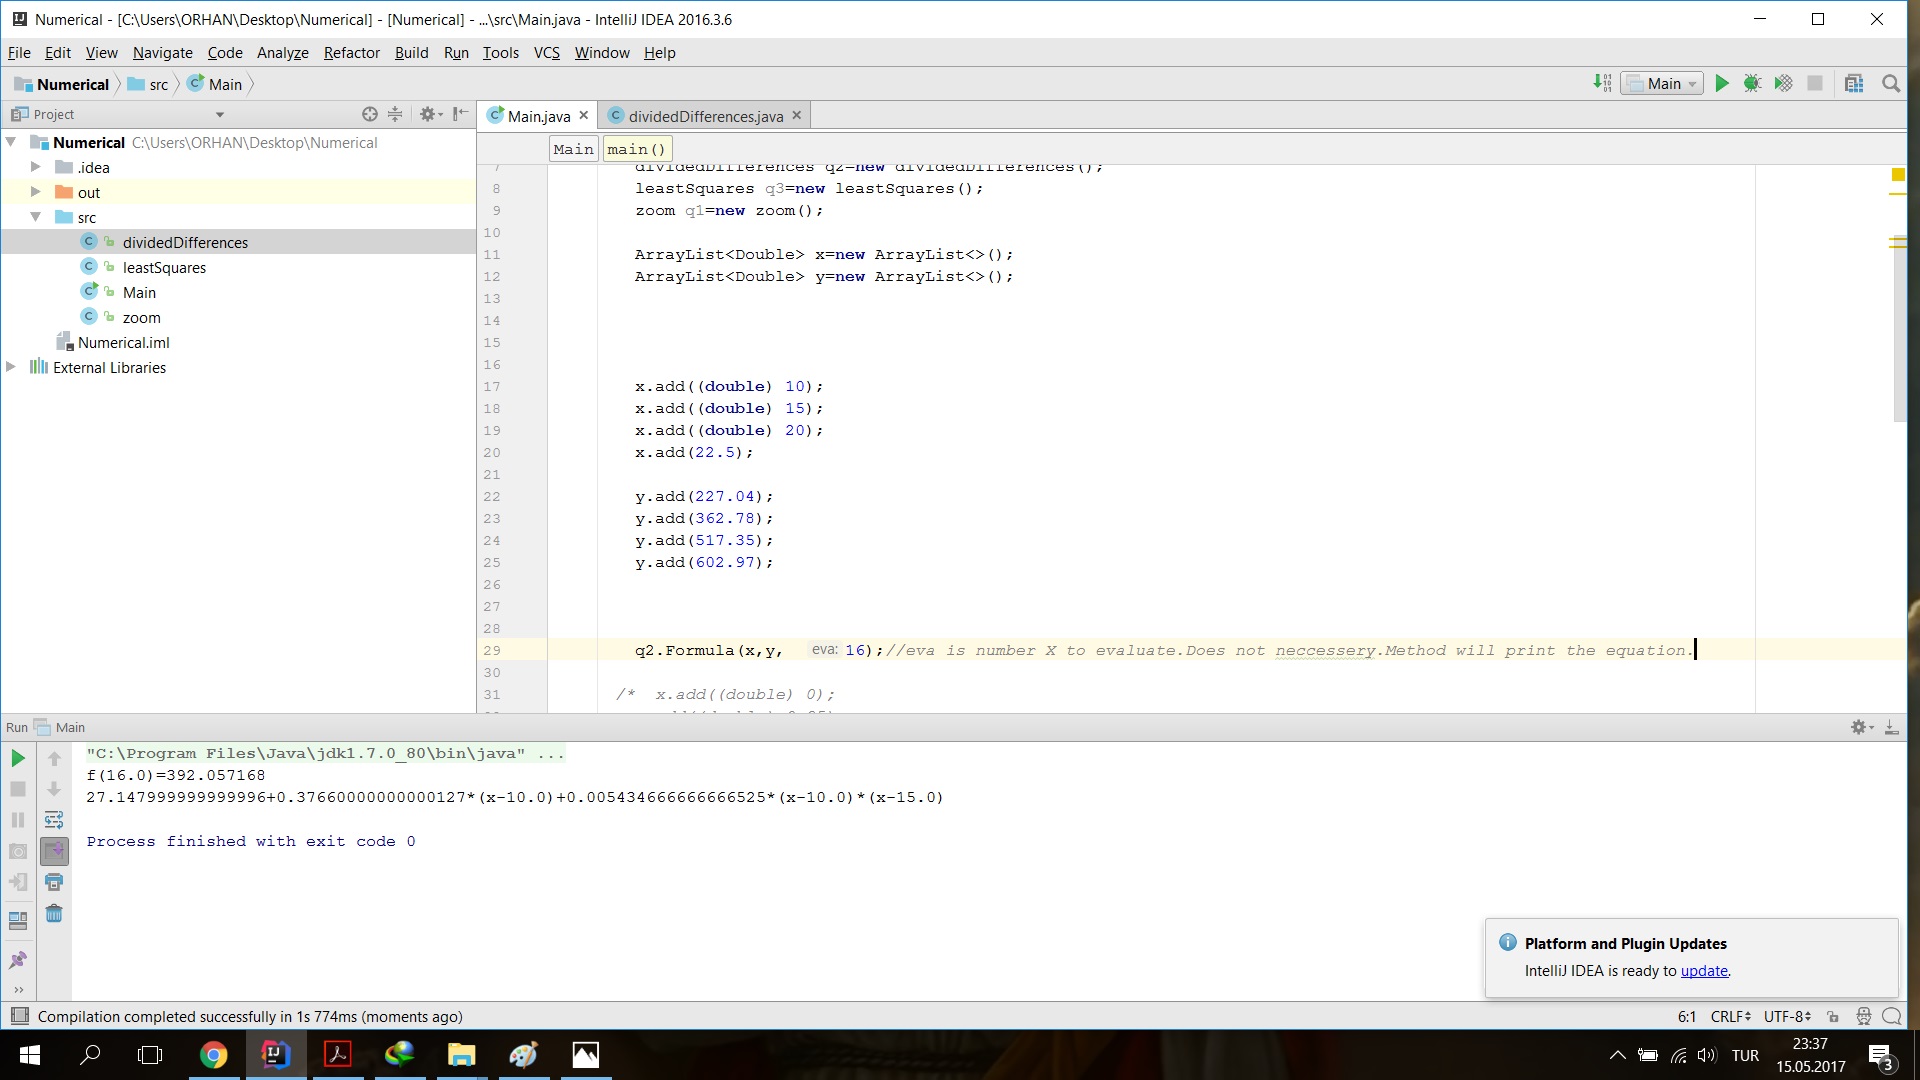 Numerical - [C:\Users\ORHAN\Desktop\Numerical] - [Numerical] - ...\src\Main.java - IntelliJ IDEA 2016.3.6
File Edit View Navigate Code Analyze Refactor Build Run Tools VCS Window Help
Numerical src Main
Main
Project
Main.java dividedDifferences.java
Numerical C:\Users\ORHAN\Desktop\Numerical
.idea
out
src
dividedDifferences
leastSquares
Main
zoom
Numerical.iml
External Libraries
Main main()
7 dividedDifferences q2=new dividedDifferences();
8 leastSquares q3=new leastSquares();
9 zoom q1=new zoom();
10
11 ArrayList<Double> x=new ArrayList<>();
12 ArrayList<Double> y=new ArrayList<>();
13
14
15
16
17 x.add((double) 10);
18 x.add((double) 15);
19 x.add((double) 20);
20 x.add(22.5);
21
22 y.add(227.04);
23 y.add(362.78);
24 y.add(517.35);
25 y.add(602.97);
26
27
28
29 q2.Formula(x,y, eva: 16);//eva is number X to evaluate.Does not neccessery.Method will print the equation.
30
31 /* x.add((double) 0);
Run Main
"C:\Program Files\Java\jdk1.7.0_80\bin\java" ...
f(16.0)=392.057168
27.147999999999996+0.37660000000000127*(x-10.0)+0.005434666666666525*(x-10.0)*(x-15.0)
Process finished with exit code 0
Platform and Plugin Updates
IntelliJ IDEA is ready to update.
Compilation completed successfully in 1s 774ms (moments ago)
6:1 CRLF UTF-8
TUR
23:37
15.05.2017
3